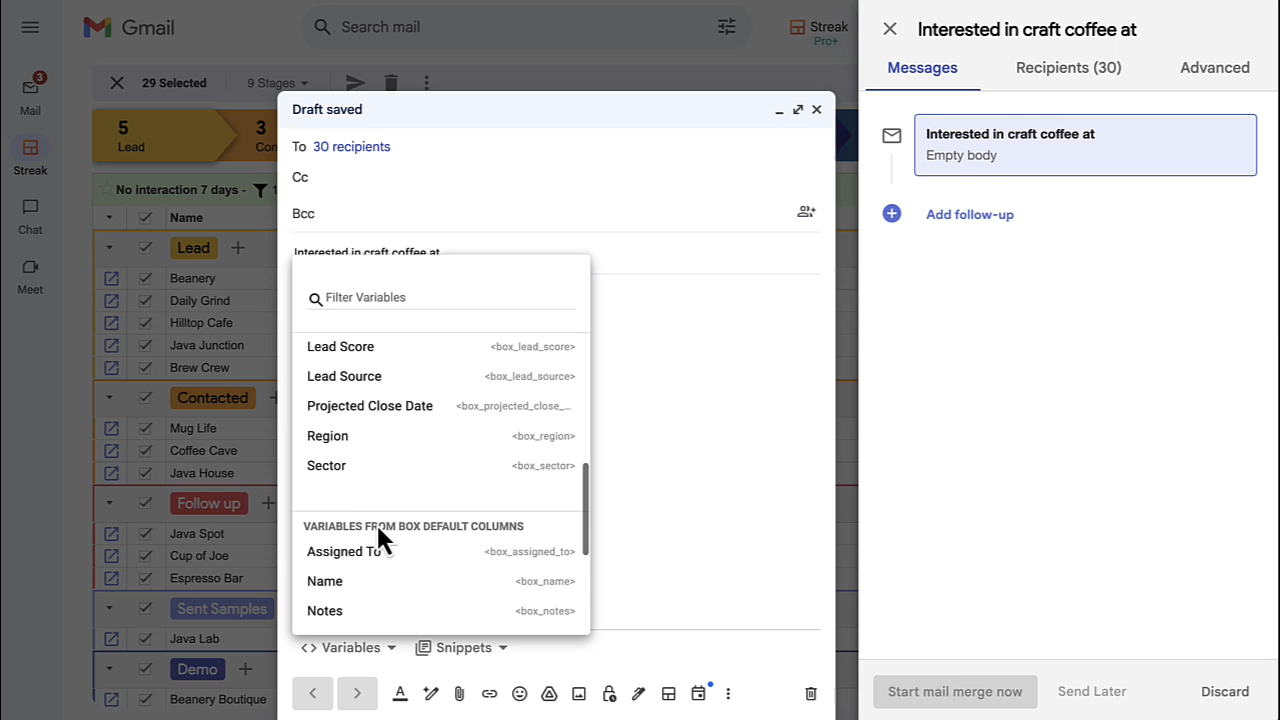 Gmail
Search mail
Streak
Pro+
3
Mail
Streak
Chat
Meet
29 Selected
9 Stages
5
Lead
3
Con
No interaction 7 days -
1
Name
Lead
Beanery
Daily Grind
Hilltop Cafe
Java Junction
Brew Crew
Contacted
Mug Life
Coffee Cave
Java House
Follow up
Java Spot
Cup of Joe
Espresso Bar
Sent Samples
Java Lab
Demo
Beanery Boutique
Draft saved
To 30 recipients
Cc
Bcc
Interested in craft coffee at
Filter Variables
Lead Score <box_lead_score>
Lead Source <box_lead_source>
Projected Close Date <box_projected_close_...
Region <box_region>
Sector <box_sector>
VARIABLES FROM BOX DEFAULT COLUMNS
Assigned To <box_assigned_to>
Name <box_name>
Notes <box_notes>
<> Variables
Snippets
Interested in craft coffee at
Messages
Recipients (30)
Advanced
Interested in craft coffee at
Empty body
Add follow-up
Start mail merge now
Send Later
Discard